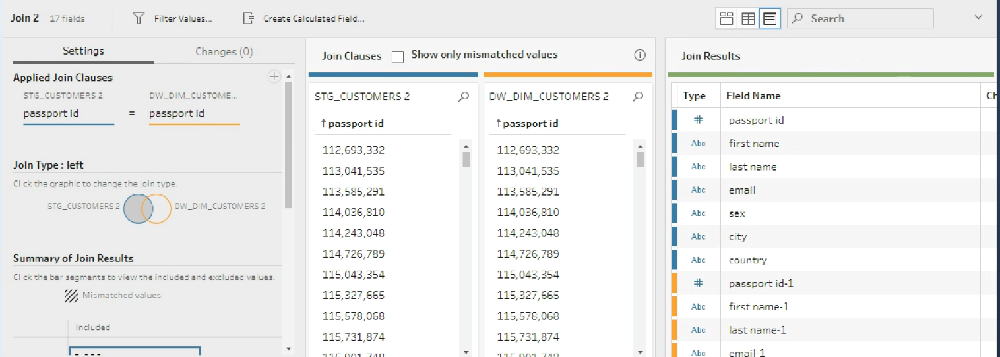 Join 2 17 fields Filter Values... Create Calculated Field... Search
Settings Changes (0)
Applied Join Clauses
STG_CUSTOMERS 2 DW_DIM_CUSTOME...
passport id = passport id
Join Type : left
Click the graphic to change the join type.
STG_CUSTOMERS 2 DW_DIM_CUSTOMERS 2
Summary of Join Results
Click the bar segments to view the included and excluded values.
Mismatched values
Included
Join Clauses Show only mismatched values
STG_CUSTOMERS 2
passport id
112,693,332
113,041,535
113,585,291
114,036,810
114,243,048
114,726,789
115,043,354
115,327,665
115,578,068
115,731,874
DW_DIM_CUSTOMERS 2
passport id
112,693,332
113,041,535
113,585,291
114,036,810
114,243,048
114,726,789
115,043,354
115,327,665
115,578,068
115,731,874
Join Results
Type Field Name Ch
# passport id
Abc first name
Abc last name
Abc email
Abc sex
Abc city
Abc country
# passport id-1
Abc first name-1
Abc last name-1
Abc email-1